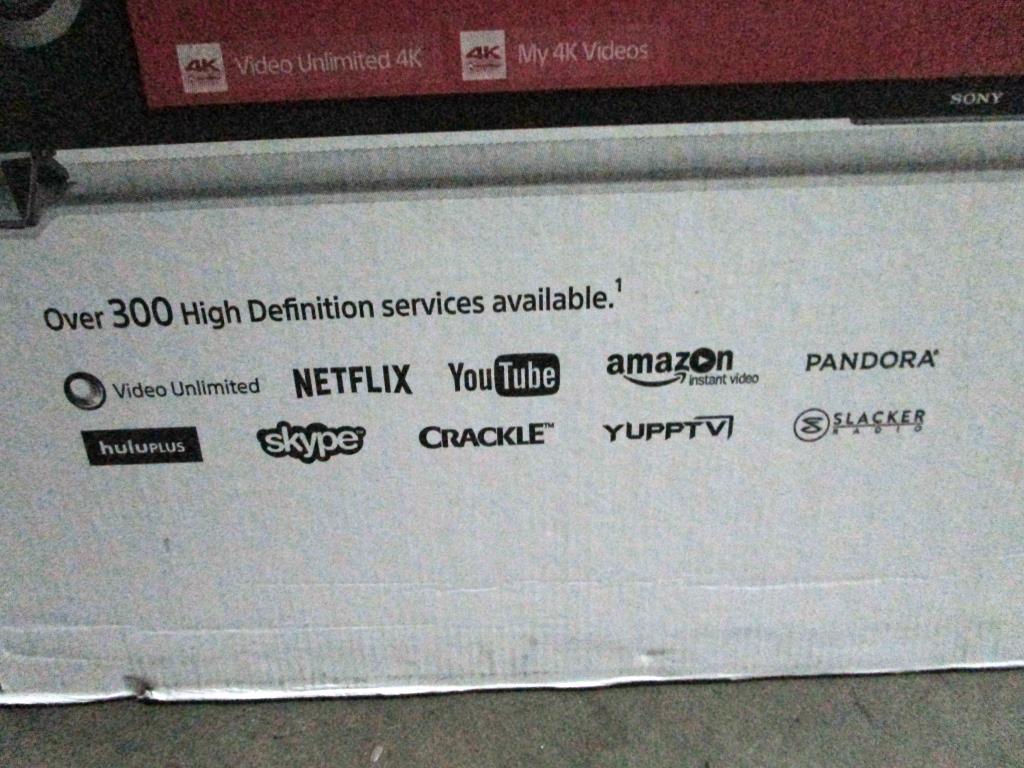 4K Video Unlimited 4K 4K My 4K Videos
SONY
Over 300 High Definition services available.1
Video Unlimited NETFLIX YouTube amazon instant video PANDORA
huluPLUS skype CRACKLE™ YUPPTV SLACKER RADIO